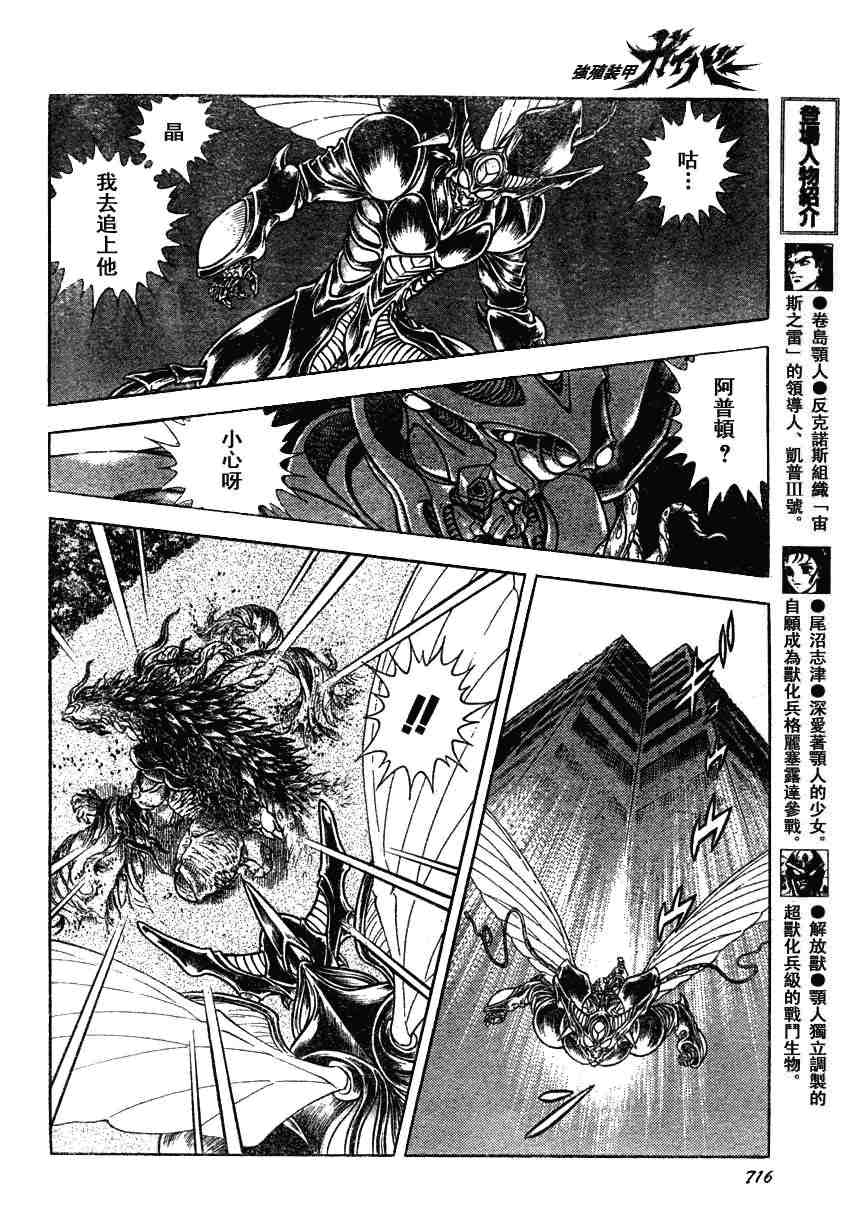 強殖装甲
ガイバー
登場人物紹介
●卷島顎人●反克諾斯組織「宙
斯之雷」的領導人、凱普Ⅲ號。
●尾沼志津●深愛著顎人的少女。
自願成為獸化兵格麗塞露達參戰。
●解放獸●顎人獨立調製的
超獸化兵級的戰鬥生物。
咕…
晶
我去追上他
阿普頓？
小心呀
!!
バ
サ
サ
サ
716